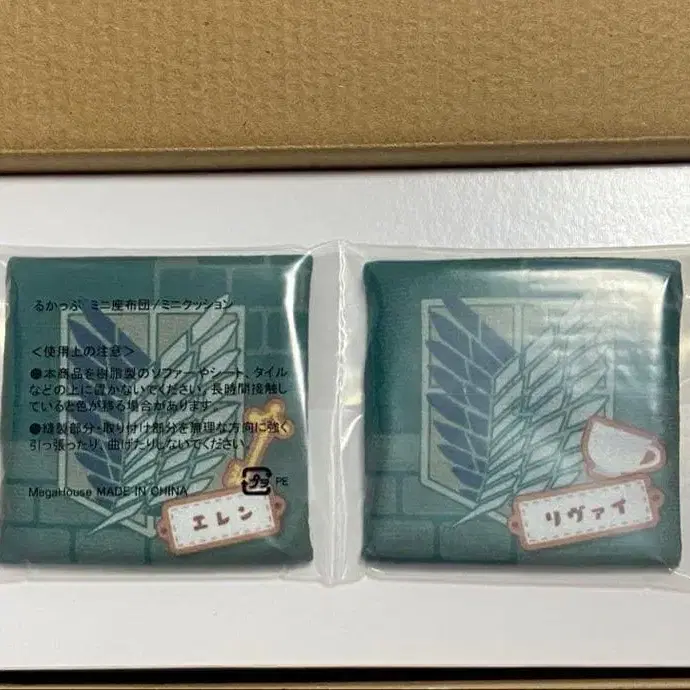 るかっぷ ミニ座布団/ミニクッション
<使用上の注意>
●本商品を樹脂製のソファーやシート、タイル
などの上に置かないでください。長時間接触し
ていると色が移る場合があります。
●縫製部分・取り付け部分を無理な方向に強く
引っ張ったり、曲げたりしないでください。
プラ PE
MegaHouse MADE IN CHINA
エレン
リヴァイ